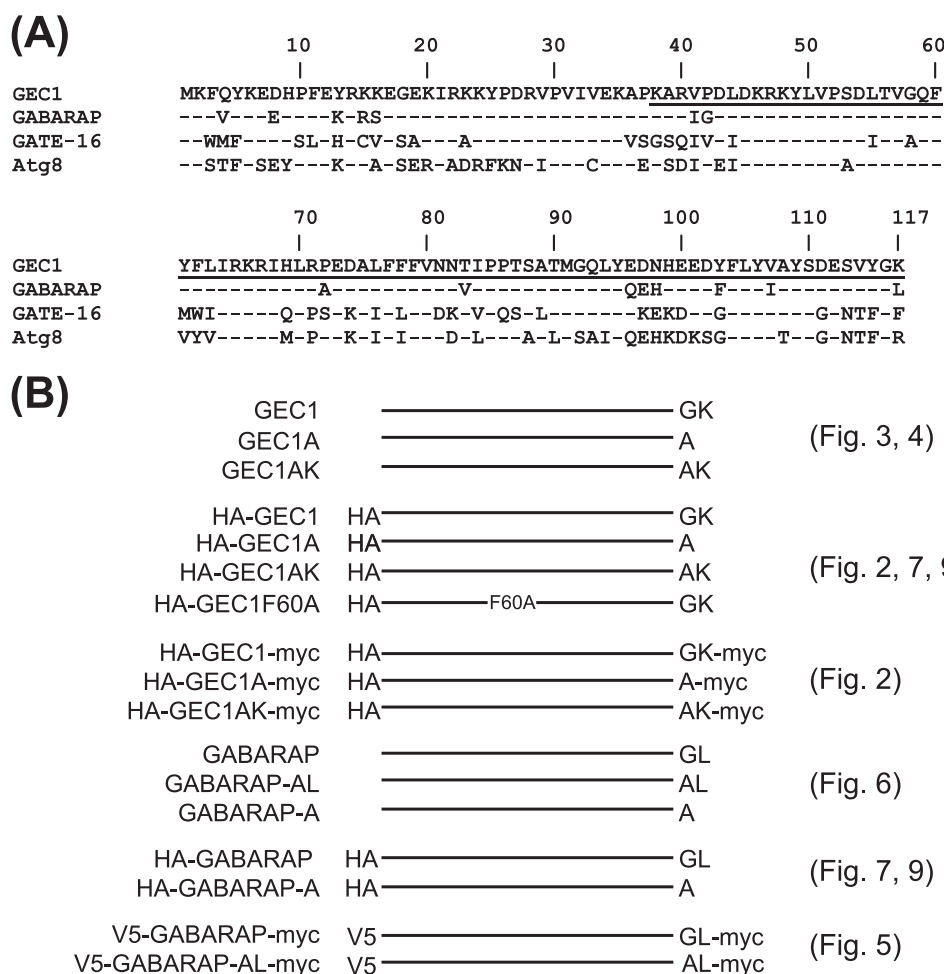 (A)
10 20 30 40 50 60
GEC1 MKFQYKEDHPFEYRKKEGEKIRKKYPDRVPVIVEKAPKARVPDLDKRKYLVPSDLTVGQF
GABARAP ---V---E----K-RS------------------------IG------------------
GATE-16 --WMF----SL-H-CV-SA---A------------VSGSQIV-I----------I--G--
Atg8 --STF-SEY---K--A-SER-ADRFKN-I---C---E-SDI-EI--------A-------
70 80 90 100 110 117
GEC1 YFLIRKRIHLRPEDALFFFVNNTIPPTSATMGQLYEDNHEEDYFLYVAYSDESVYGK
GABARAP -----------A----------V------------QEH----F---I---------L
GATE-16 MWI-----Q-PS-K-I-L--DK-V-QS-L-------KEKD--G-------G-NTF-F
Atg8 VYV-----M-P--K-I-I---D-L---A-L-SAI-QEHKDKSG----T--G-NTF-R
(B)
GEC1 GK
GEC1A A (Fig. 3, 4)
GEC1AK AK
HA-GEC1 HA GK
HA-GEC1A HA A
HA-GEC1AK HA AK (Fig. 2, 7, 9
HA-GEC1F60A HA F60A GK
HA-GEC1-myc HA GK-myc
HA-GEC1A-myc HA A-myc (Fig. 2)
HA-GEC1AK-myc HA AK-myc
GABARAP GL
GABARAP-AL AL (Fig. 6)
GABARAP-A A
HA-GABARAP HA GL
HA-GABARAP-A HA A (Fig. 7, 9)
V5-GABARAP-myc V5 GL-myc
V5-GABARAP-AL-myc V5 AL-myc (Fig. 5)